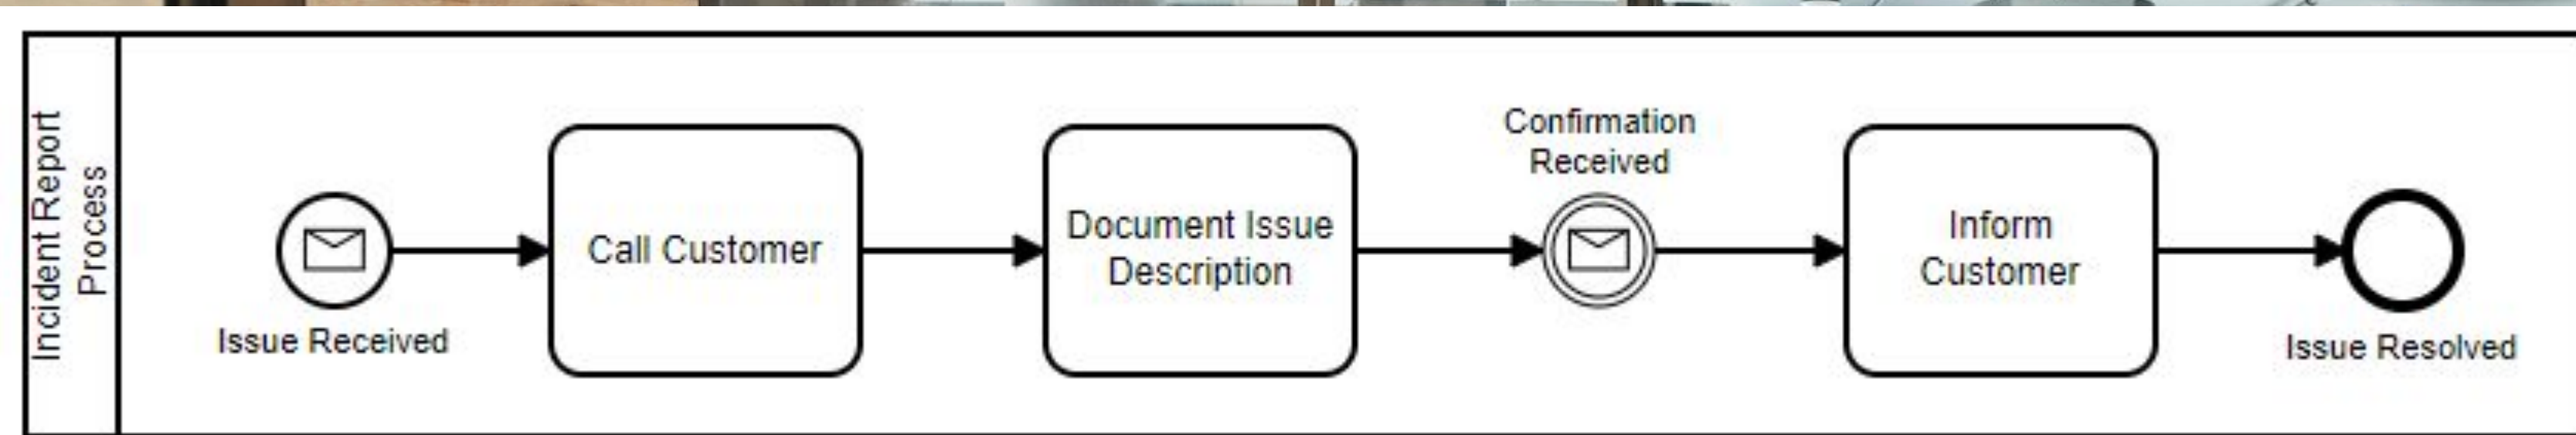 Incident Report
Process
Issue Received
Call Customer
Document Issue
Description
Confirmation
Received
Inform
Customer
Issue Resolved